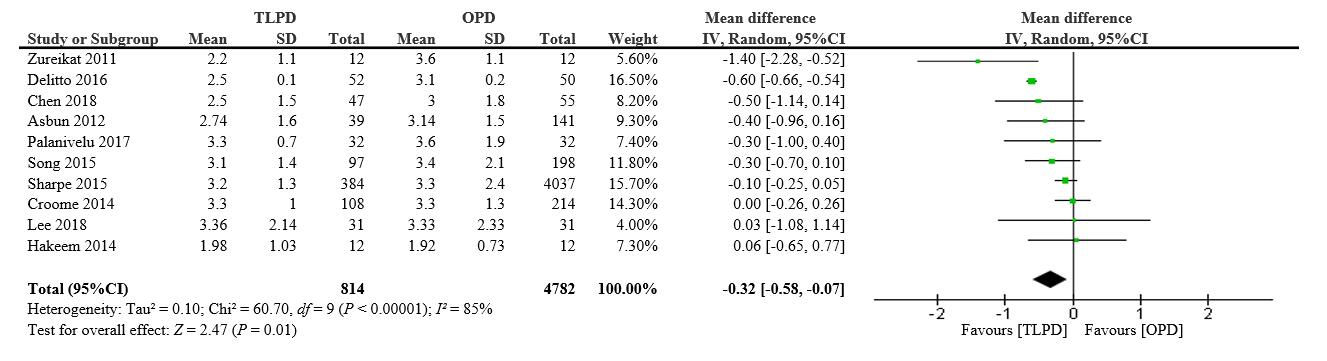 TLPD OPD Mean difference Mean difference
Study or Subgroup Mean SD Total Mean SD Total Weight IV, Random, 95%CI IV, Random, 95%CI
Zureikat 2011 2.2 1.1 12 3.6 1.1 12 5.60% -1.40 [-2.28, -0.52]
Delitto 2016 2.5 0.1 52 3.1 0.2 50 16.50% -0.60 [-0.66, -0.54]
Chen 2018 2.5 1.5 47 3 1.8 55 8.20% -0.50 [-1.14, 0.14]
Asbun 2012 2.74 1.6 39 3.14 1.5 141 9.30% -0.40 [-0.96, 0.16]
Palanivelu 2017 3.3 0.7 32 3.6 1.9 32 7.40% -0.30 [-1.00, 0.40]
Song 2015 3.1 1.4 97 3.4 2.1 198 11.80% -0.30 [-0.70, 0.10]
Sharpe 2015 3.2 1.3 384 3.3 2.4 4037 15.70% -0.10 [-0.25, 0.05]
Croome 2014 3.3 1 108 3.3 1.3 214 14.30% 0.00 [-0.26, 0.26]
Lee 2018 3.36 2.14 31 3.33 2.33 31 4.00% 0.03 [-1.08, 1.14]
Hakeem 2014 1.98 1.03 12 1.92 0.73 12 7.30% 0.06 [-0.65, 0.77]
Total (95%CI) 814 4782 100.00% -0.32 [-0.58, -0.07]
Heterogeneity: Tau² = 0.10; Chi² = 60.70, df = 9 (P < 0.00001); I² = 85%
Test for overall effect: Z = 2.47 (P = 0.01)
-2 -1 0 1 2
Favours [TLPD] Favours [OPD]